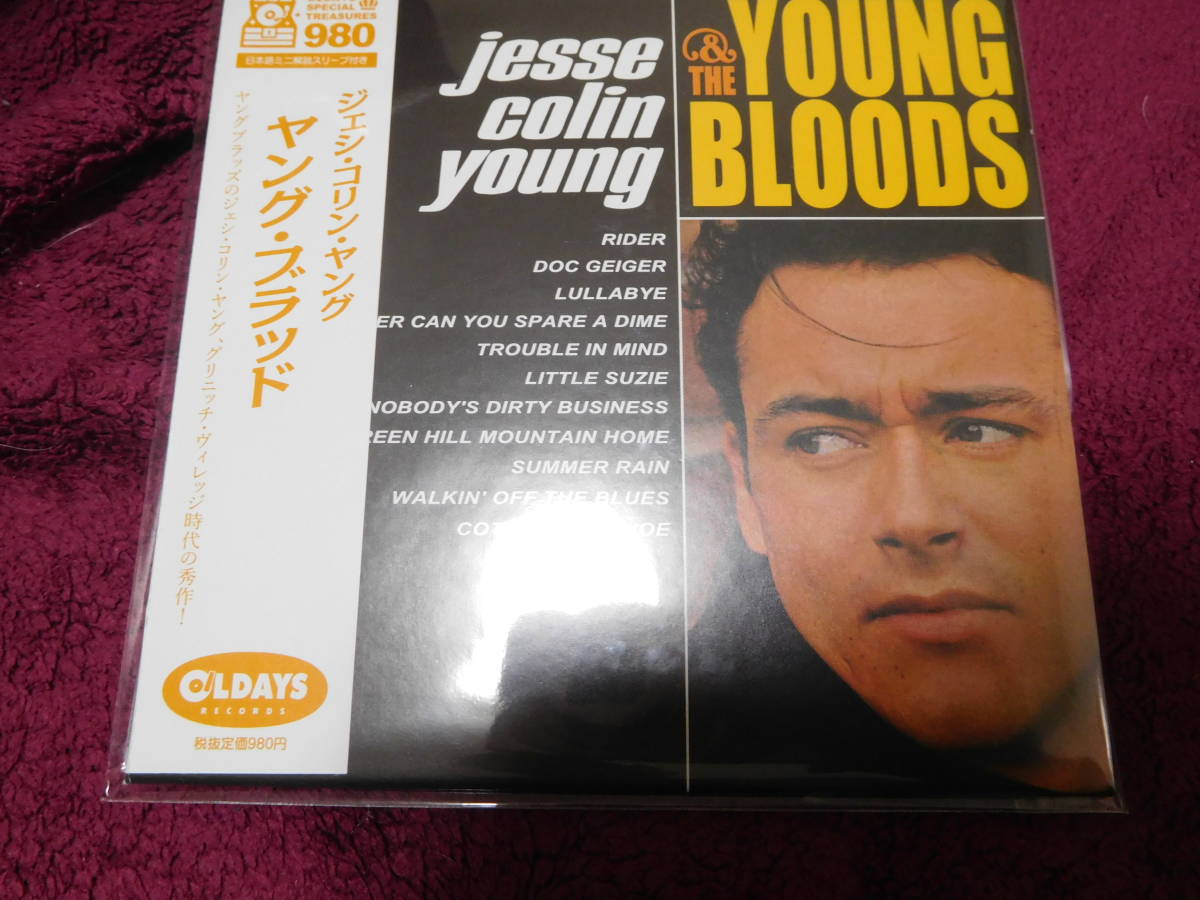 SPECIAL
TREASURES
980
日本語ミニ解説スリーブ付き
ジェシ・コリン・ヤング
ヤング・ブラッド
ヤングブラッズのジェシ・コリン・ヤング、グリニッチ・ヴィレッジ時代の秀作!
OLDAYS
RECORDS
税抜定価980円
jesse
colin
young
& THE
YOUNG
BLOODS
RIDER
DOC GEIGER
LULLABYE
ER CAN YOU SPARE A DIME
TROUBLE IN MIND
LITTLE SUZIE
NOBODY'S DIRTY BUSINESS
REEN HILL MOUNTAIN HOME
SUMMER RAIN
WALKIN' OFF THE BLUES